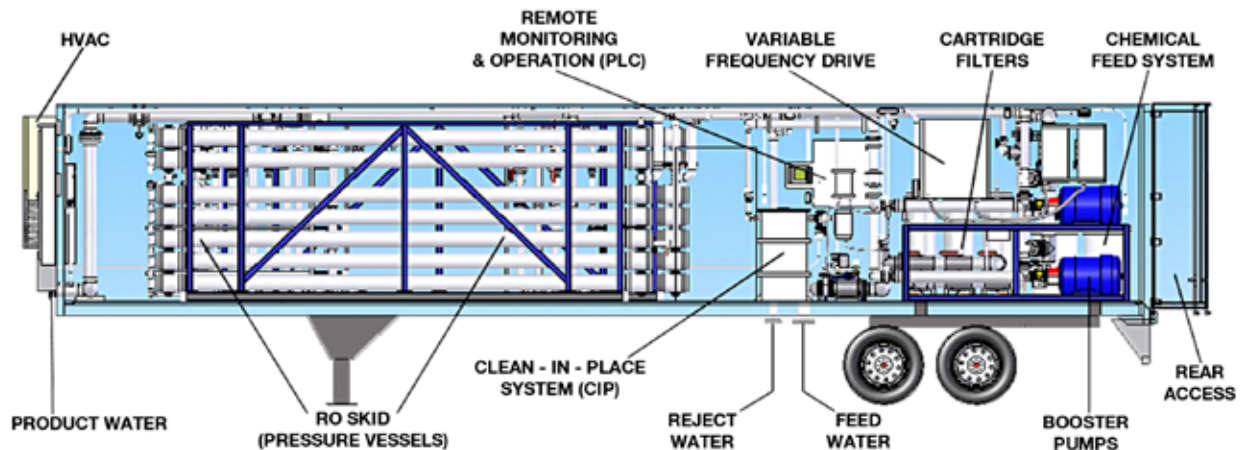 HVAC
REMOTE
MONITORING
& OPERATION (PLC)
VARIABLE
FREQUENCY DRIVE
CARTRIDGE
FILTERS
CHEMICAL
FEED SYSTEM
PRODUCT WATER
RO SKID
(PRESSURE VESSELS)
CLEAN - IN - PLACE
SYSTEM (CIP)
REJECT
WATER
FEED
WATER
BOOSTER
PUMPS
REAR
ACCESS